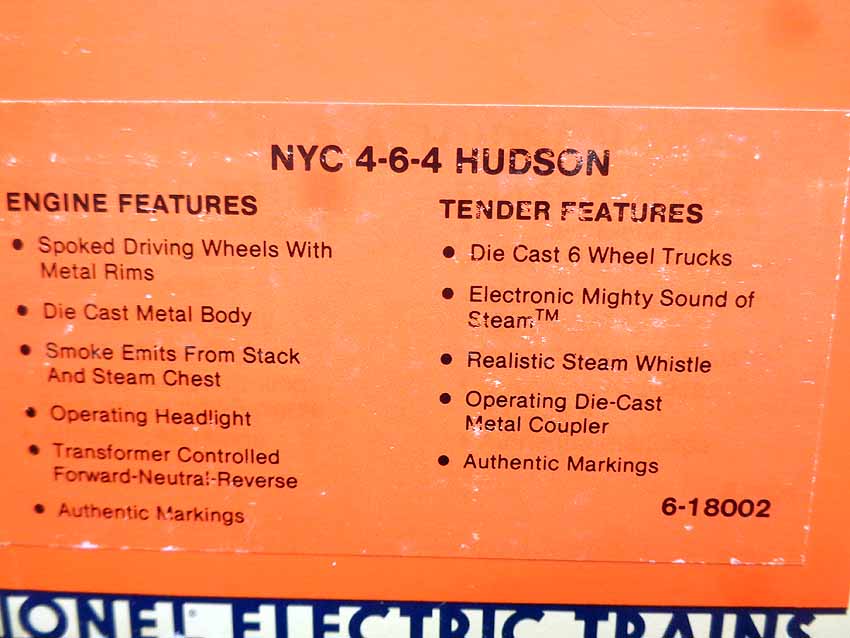 NYC 4-6-4 HUDSON
ENGINE FEATURES
• Spoked Driving Wheels With
Metal Rims
• Die Cast Metal Body
• Smoke Emits From Stack
And Steam Chest
• Operating Headlight
• Transformer Controlled
Forward-Neutral-Reverse
• Authentic Markings
TENDER FEATURES
• Die Cast 6 Wheel Trucks
• Electronic Mighty Sound of
Steam™
• Realistic Steam Whistle
• Operating Die-Cast
Metal Coupler
• Authentic Markings
6-18002
IONEL ELECTRIC TRAINS